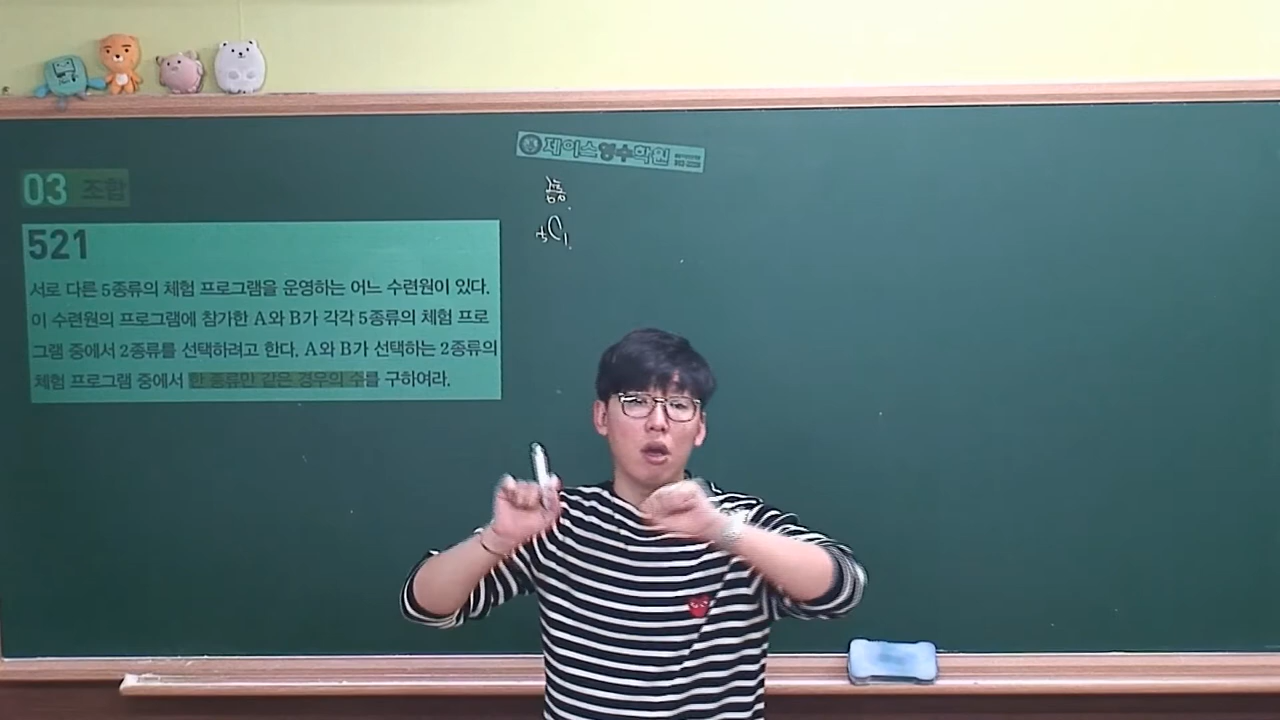 제이스영수학원
03 조합
521
서로 다른 5종류의 체험 프로그램을 운영하는 어느 수련원이 있다.
이 수련원의 프로그램에 참가한 A와 B가 각각 5종류의 체험 프로
그램 중에서 2종류를 선택하려고 한다. A와 B가 선택하는 2종류의
체험 프로그램 중에서 한 종류만 같은 경우의 수를 구하여라.